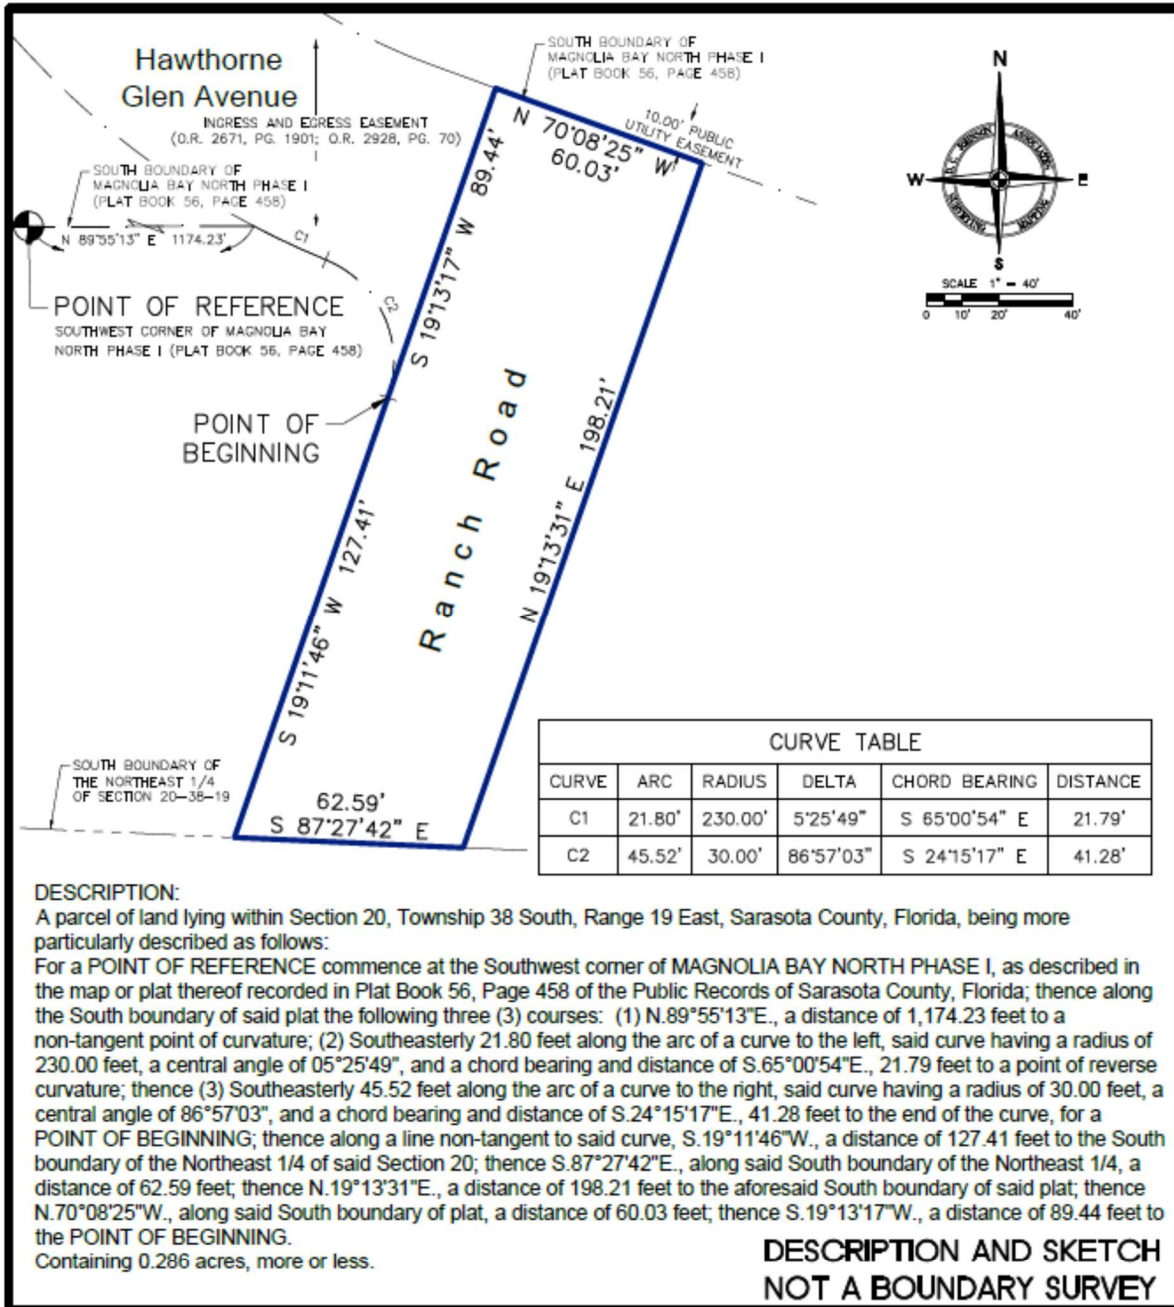 Hawthorne
Glen Avenue
INGRESS AND EGRESS EASEMENT
(O.R. 2671, PG. 1901; O.R. 2928, PG. 70)
SOUTH BOUNDARY OF
MAGNOLIA BAY NORTH PHASE I
(PLAT BOOK 56, PAGE 458)
SOUTH BOUNDARY OF
MAGNOLIA BAY NORTH PHASE I
(PLAT BOOK 56, PAGE 458)
10.00' PUBLIC
UTILITY EASEMENT
N 70°08'25" W
60.03'
S 19°13'17" W 89.44'
N 89°55'13" E 1174.23'
C1
C2
POINT OF REFERENCE
SOUTHWEST CORNER OF MAGNOLIA BAY
NORTH PHASE I (PLAT BOOK 56, PAGE 458)
POINT OF
BEGINNING
Ranch Road
N 19°13'31" E 198.21'
S 19°11'46" W 127.41'
SOUTH BOUNDARY OF
THE NORTHEAST 1/4
OF SECTION 20-38-19
62.59'
S 87°27'42" E
N
W
E
S
SCALE 1" = 40'
0 10' 20' 40'
CURVE TABLE
CURVE ARC RADIUS DELTA CHORD BEARING DISTANCE
C1 21.80' 230.00' 5°25'49" S 65°00'54" E 21.79'
C2 45.52' 30.00' 86°57'03" S 24°15'17" E 41.28'
DESCRIPTION:
A parcel of land lying within Section 20, Township 38 South, Range 19 East, Sarasota County, Florida, being more
particularly described as follows:
For a POINT OF REFERENCE commence at the Southwest corner of MAGNOLIA BAY NORTH PHASE I, as described in
the map or plat thereof recorded in Plat Book 56, Page 458 of the Public Records of Sarasota County, Florida; thence along
the South boundary of said plat the following three (3) courses: (1) N.89°55'13"E., a distance of 1,174.23 feet to a
non-tangent point of curvature; (2) Southeasterly 21.80 feet along the arc of a curve to the left, said curve having a radius of
230.00 feet, a central angle of 05°25'49", and a chord bearing and distance of S.65°00'54"E., 21.79 feet to a point of reverse
curvature; thence (3) Southeasterly 45.52 feet along the arc of a curve to the right, said curve having a radius of 30.00 feet, a
central angle of 86°57'03", and a chord bearing and distance of S.24°15'17"E., 41.28 feet to the end of the curve, for a
POINT OF BEGINNING; thence along a line non-tangent to said curve, S.19°11'46"W., a distance of 127.41 feet to the South
boundary of the Northeast 1/4 of said Section 20; thence S.87°27'42"E., along said South boundary of the Northeast 1/4, a
distance of 62.59 feet; thence N.19°13'31"E., a distance of 198.21 feet to the aforesaid South boundary of said plat; thence
N.70°08'25"W., along said South boundary of plat, a distance of 60.03 feet; thence S.19°13'17"W., a distance of 89.44 feet to
the POINT OF BEGINNING.
Containing 0.286 acres, more or less.
DESCRIPTION AND SKETCH
NOT A BOUNDARY SURVEY